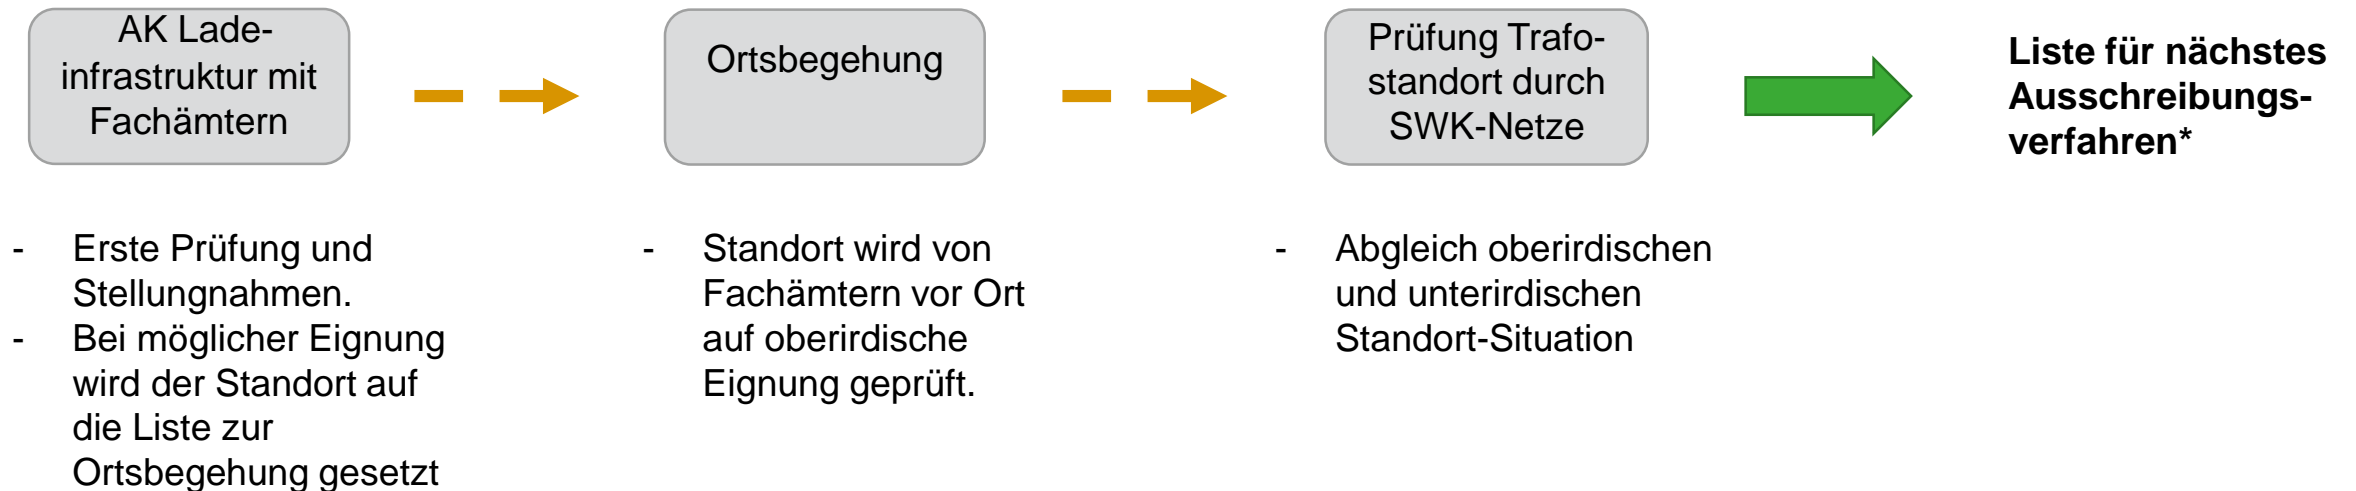 AK Lade-
infrastruktur mit
Fachämtern
Ortsbegehung
Prüfung Trafo-
standort durch
SWK-Netze
Liste für nächstes
Ausschreibungs-
verfahren*
- Erste Prüfung und
Stellungnahmen.
- Bei möglicher Eignung
wird der Standort auf
die Liste zur
Ortsbegehung gesetzt
- Standort wird von
Fachämtern vor Ort
auf oberirdische
Eignung geprüft.
- Abgleich oberirdischen
und unterirdischen
Standort-Situation